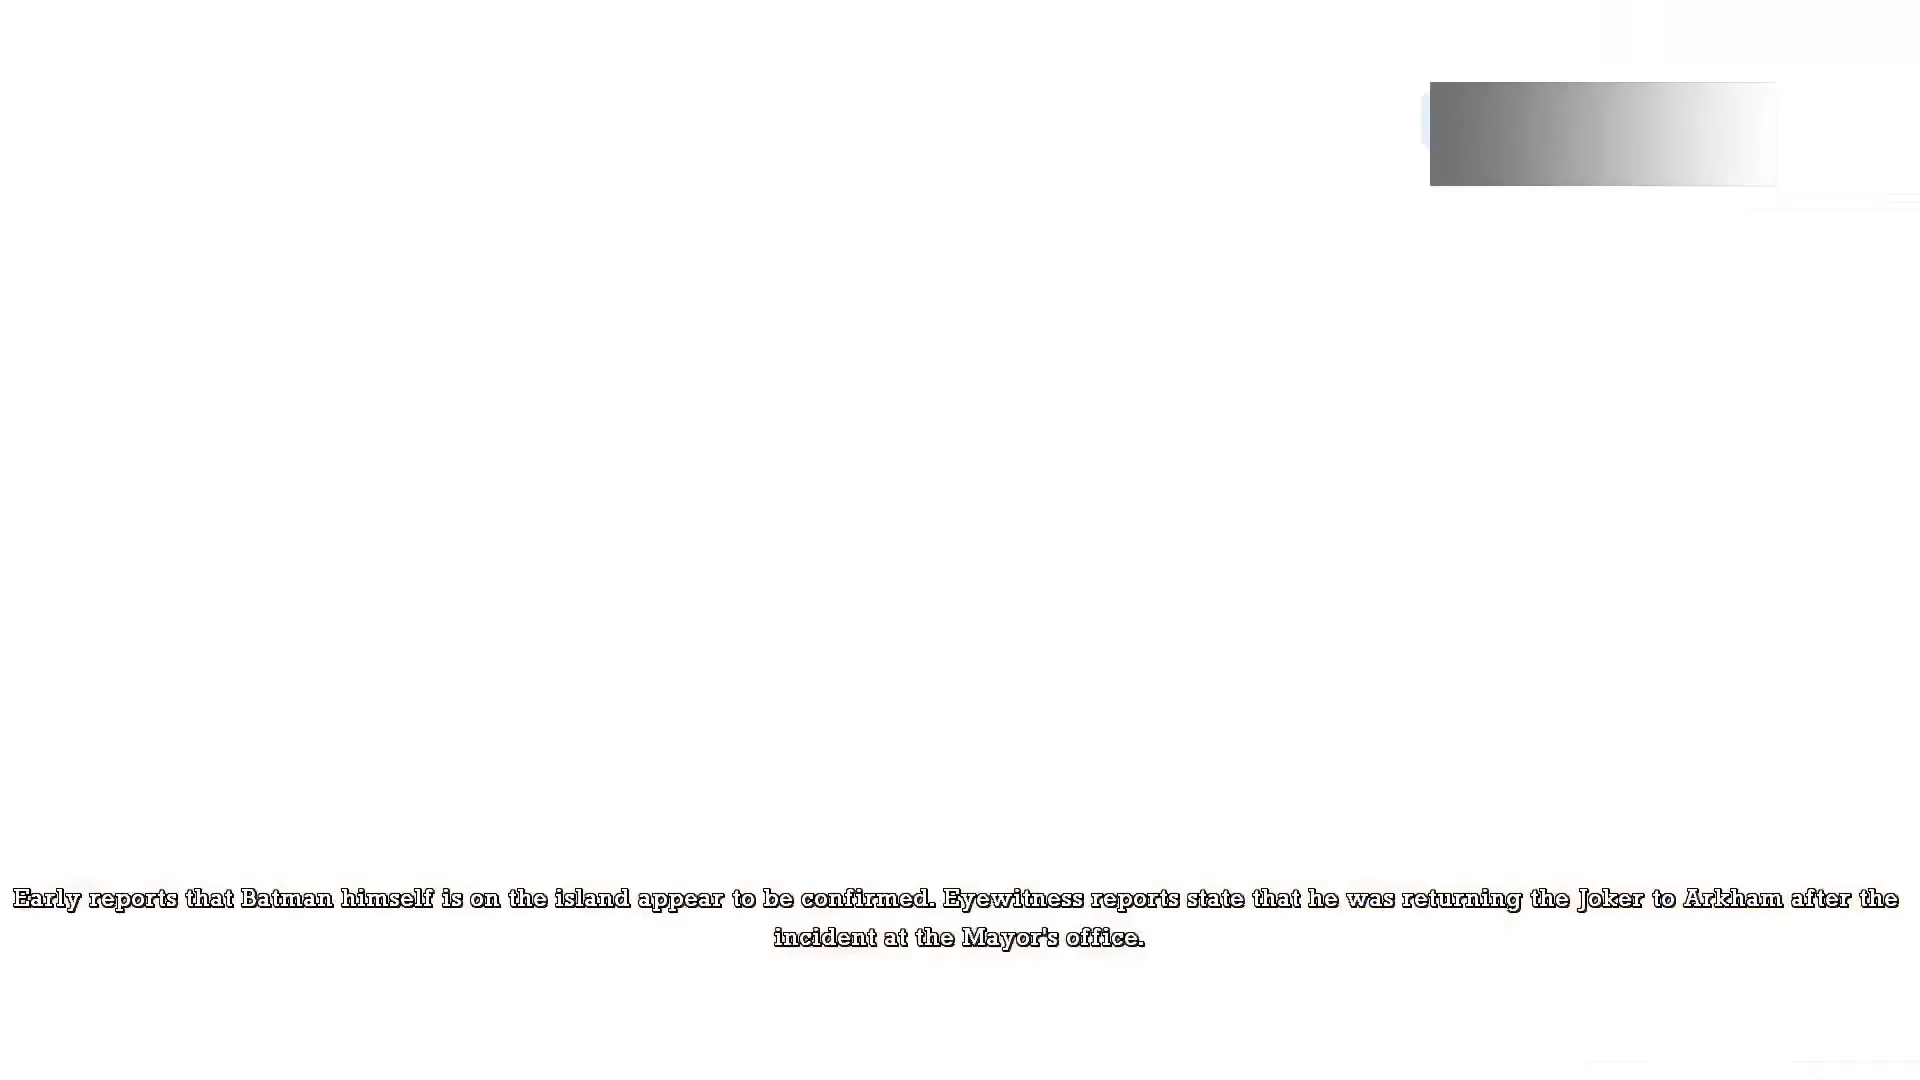 Early reports that Batman himself is on the island appear to be confirmed. Eyewitness reports state that he was returning the Joker to Arkham after the
incident at the Mayor's office.